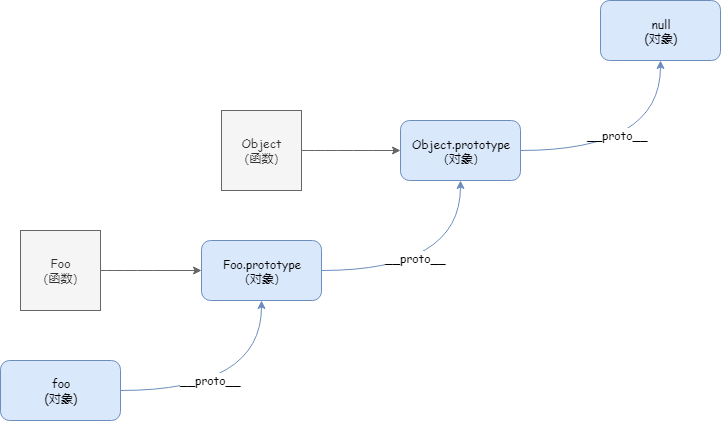 null
(对象)
Object
(函数)
Object.prototype
(对象)
__proto__
Foo
(函数)
Foo.prototype
(对象)
__proto__
foo
(对象)
__proto__